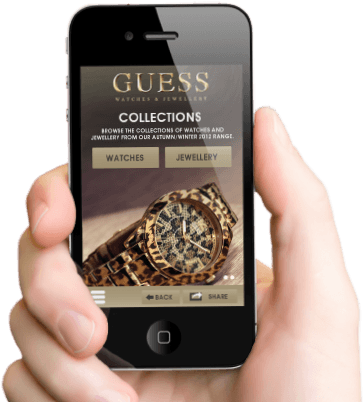 GUESS
WATCHES & JEWELLERY
COLLECTIONS
BROWSE THE COLLECTIONS OF WATCHES AND
JEWELLERY FROM OUR AUTUMN/WINTER 2012 RANGE.
WATCHES JEWELLERY
BACK SHARE